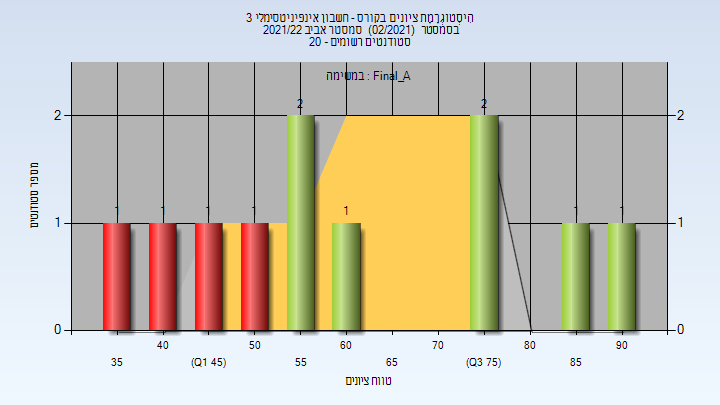 היסטוגרמת ציונים בקורס - חשבון אינפיניטסימלי 3
בסמסטר (02/2021) סמסטר אביב 2021/22
סטודנטים רשומים - 20
במשימה : Final_A
2 2
2 2
1 1 1 1 1 1 1
1 1
0 0
מספר סטודנטים
40 50 60 70 80 90
35 (Q1 45) 55 65 (Q3 75) 85
טווח ציונים